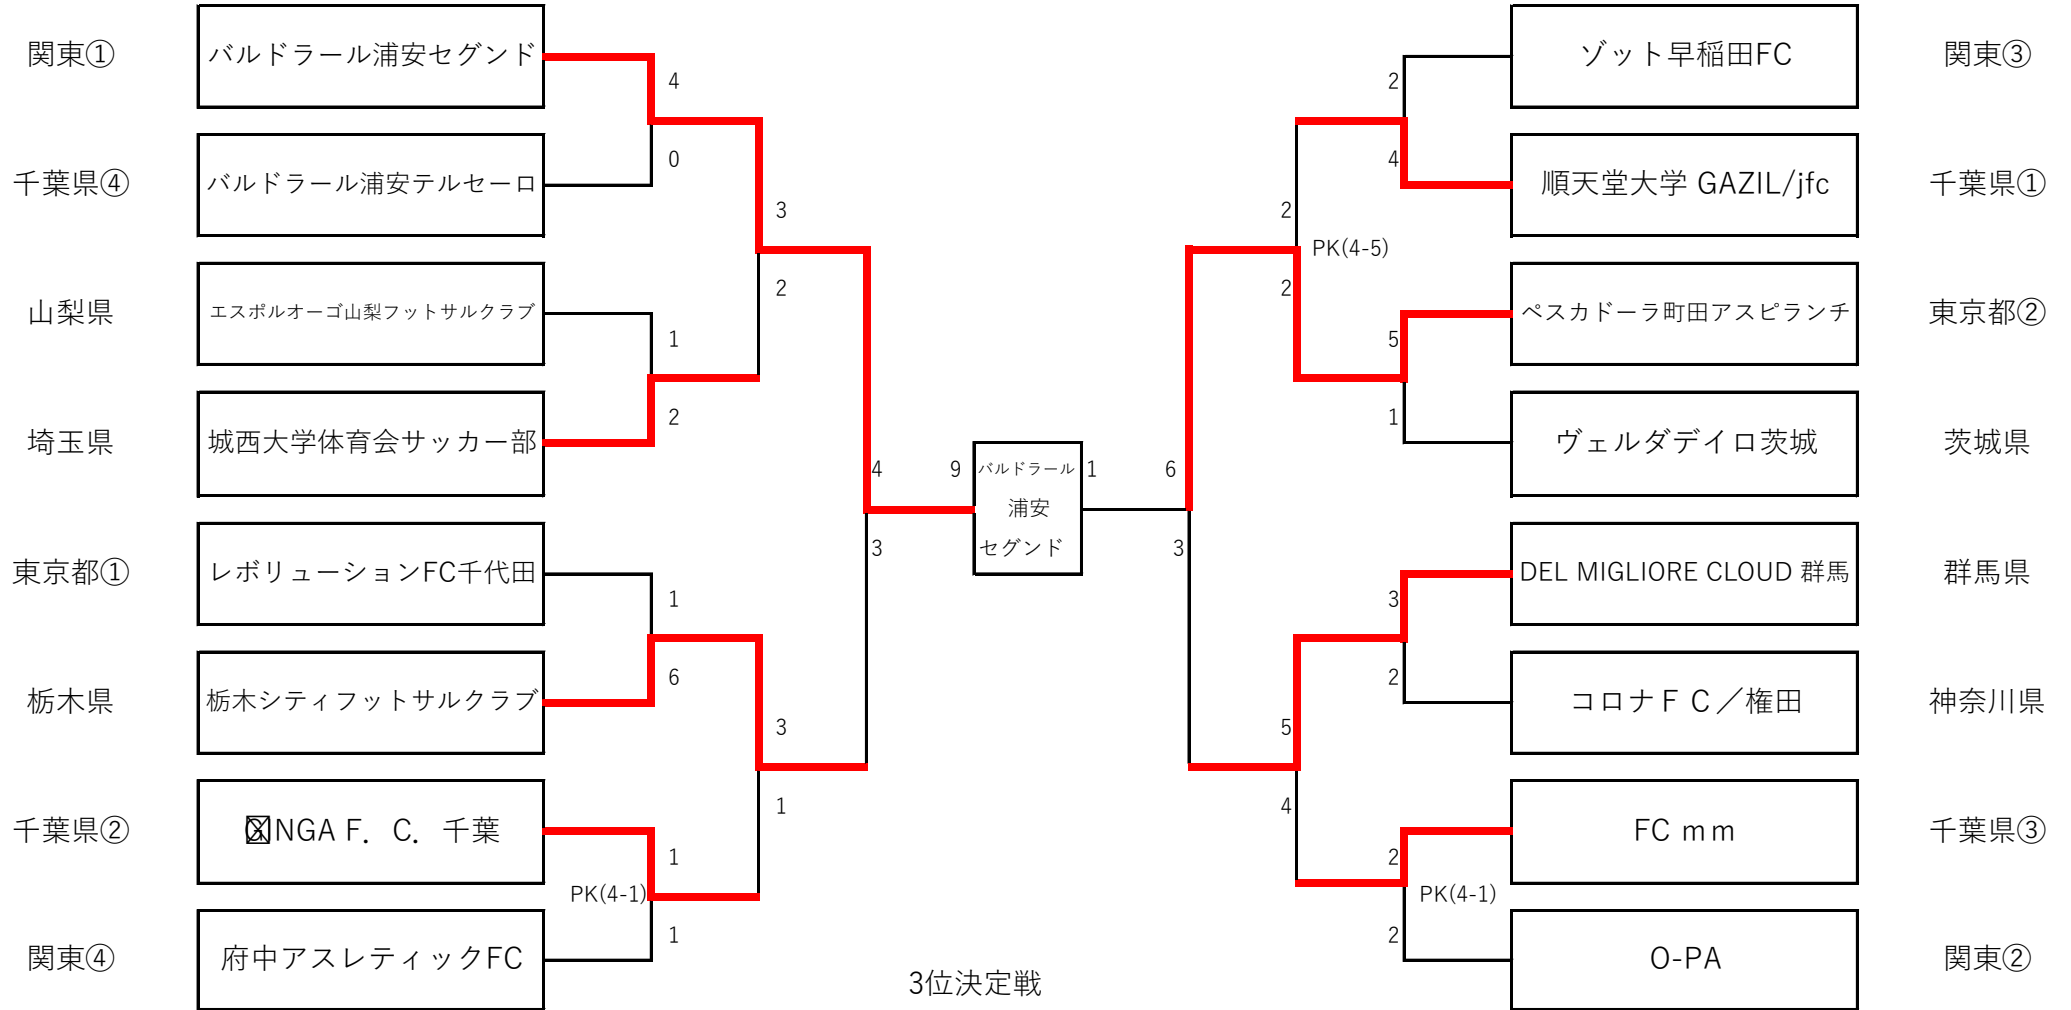 関東① バルドラール浦安セグンド 4
千葉県④ バルドラール浦安テルセーロ 0
3
2
山梨県 エスポルオーゴ山梨フットサルクラブ 1
埼玉県 城西大学体育会サッカー部 2
4
3
東京都① レボリューションFC千代田 1
栃木県 栃木シティフットサルクラブ 6
3
1
千葉県② NGA F．C．千葉 1
PK(4-1)
関東④ 府中アスレティックFC 1
9 バルドラール 1
浦安
セグンド
2 ゾット早稲田FC 関東③
4 順天堂大学 GAZIL/jfc 千葉県①
2
PK(4-5)
2
5 ペスカドーラ町田アスピランチ 東京都②
1 ヴェルダデイロ茨城 茨城県
6
3
3 DEL MIGLIORE CLOUD 群馬 群馬県
2 コロナＦＣ／権田 神奈川県
5
4
2 FC ｍｍ 千葉県③
PK(4-1)
2 O-PA 関東②
3位決定戦